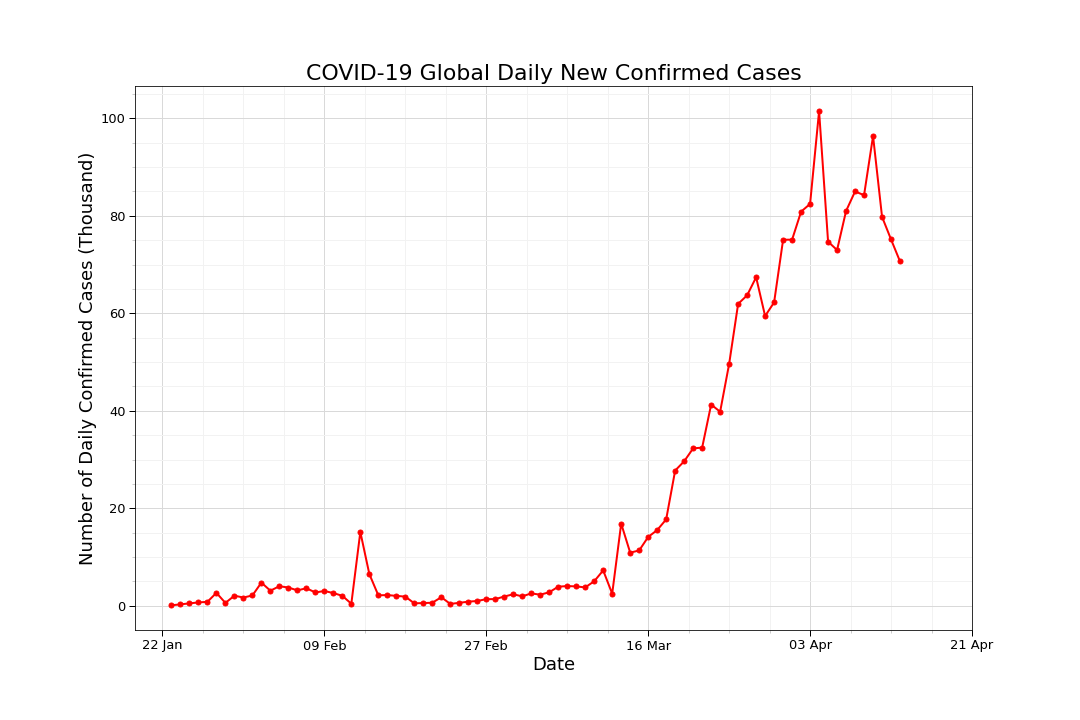 COVID-19 Global Daily New Confirmed Cases
Number of Daily Confirmed Cases (Thousand)
100
80
60
40
20
0
22 Jan
09 Feb
27 Feb
16 Mar
03 Apr
21 Apr
Date